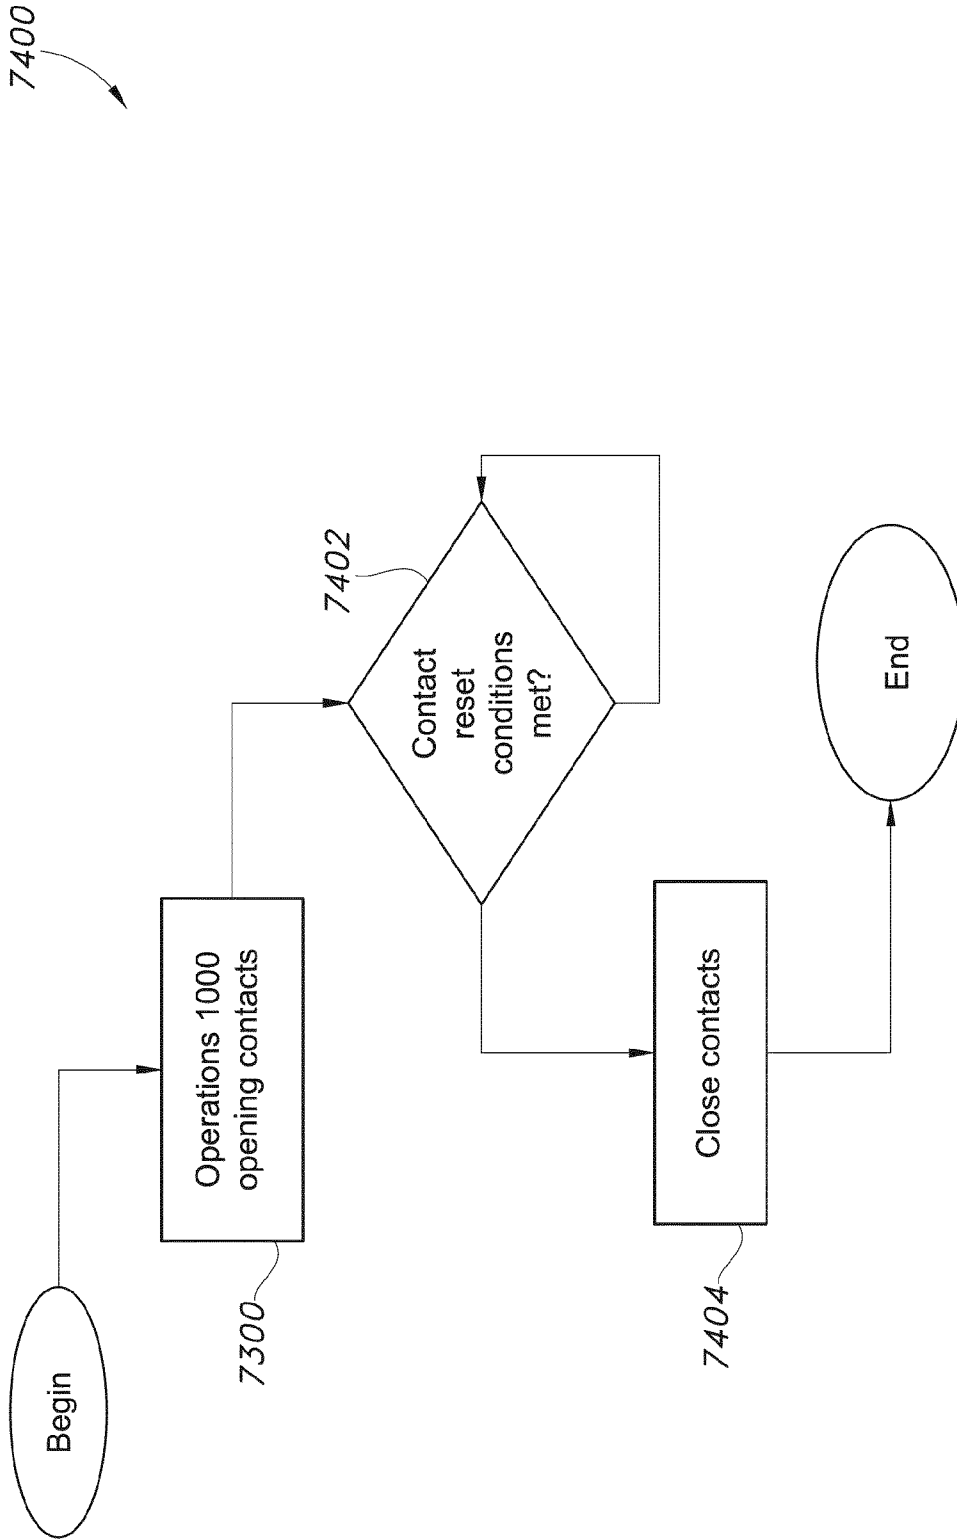 7400
Begin
Operations 1000
opening contacts
7300
Contact
reset
conditions
met?
7402
Close contacts
7404
End